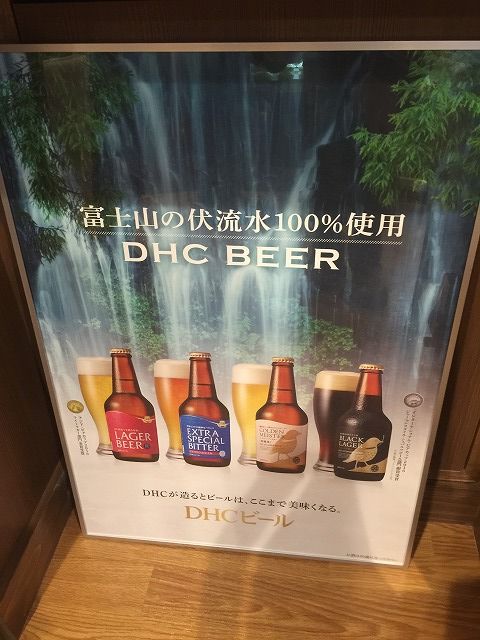 富士山の伏流水100%使用
DHC BEER
LAGER
BEER
EXTRA
SPECIAL
BITTER
GOLDEN
MEISTER
BLACK
LAGER
DHCが造るとビールは、ここまで美味くなる。
DHCビール